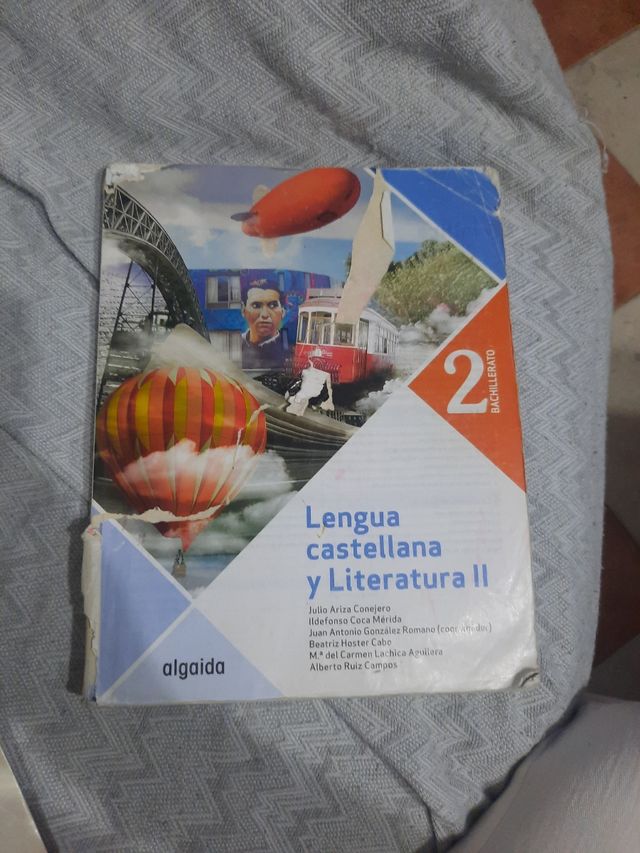 2
BACHILLERATO
Lengua
castellana
y Literatura II
Julio Ariza Conejero
Ildefonso Coca Mérida
Juan Antonio González Romano (coordinador)
Beatriz Hoster Cabo
M.ª del Carmen Lachica Aguilera
Alberto Ruiz Campos
algaida